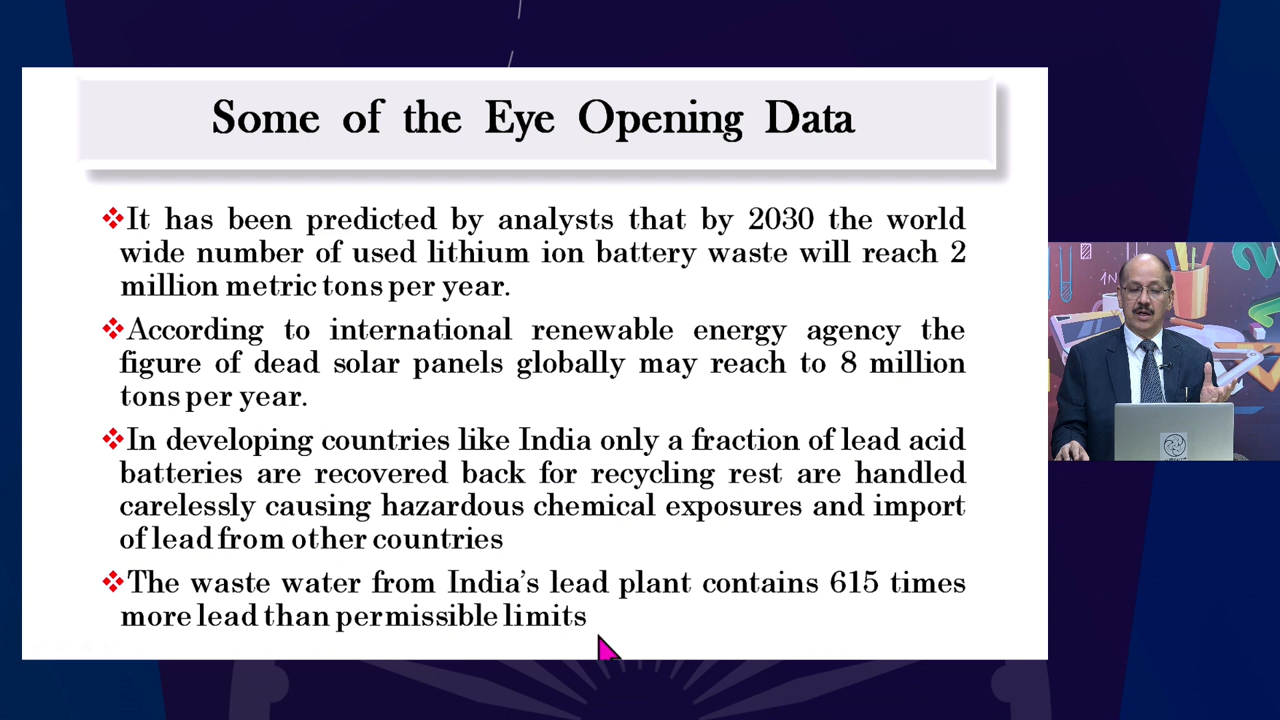 Some of the Eye Opening Data
❖It has been predicted by analysts that by 2030 the world
wide number of used lithium ion battery waste will reach 2
million metric tons per year.
❖According to international renewable energy agency the
figure of dead solar panels globally may reach to 8 million
tons per year.
❖In developing countries like India only a fraction of lead acid
batteries are recovered back for recycling rest are handled
carelessly causing hazardous chemical exposures and import
of lead from other countries
❖The waste water from India's lead plant contains 615 times
more lead than permissible limits
IN